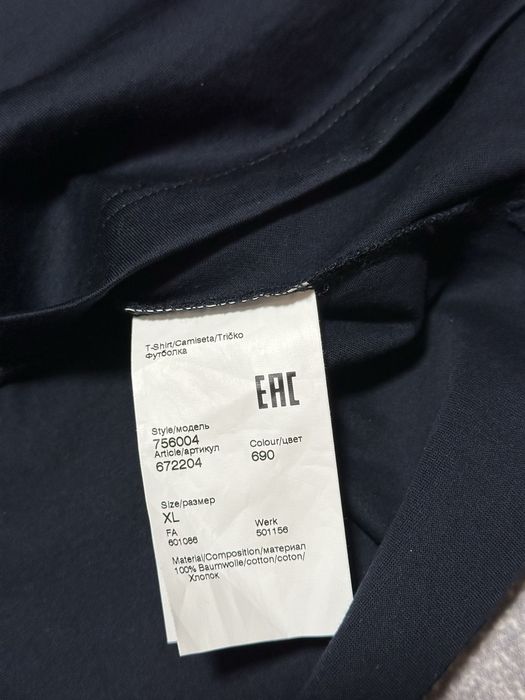 T-Shirt/Camiseta/Tričko
Футболка
EAC
Style/модель
756004
Article/артикул
672204
Colour/цвет
690
Size/размер
XL
FA
601086
Werk
501156
Material/Composition/материал
100% Baumwolle/cotton/coton/
Хлопок